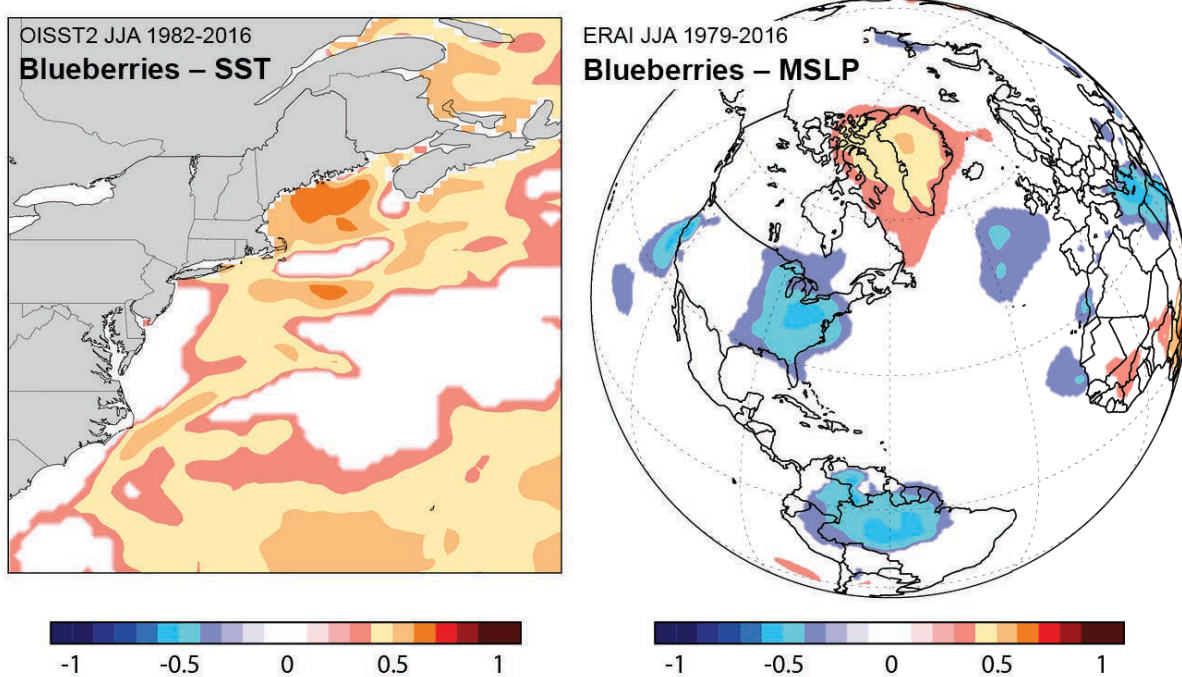 OISST2 JJA 1982-2016
Blueberries – SST
ERAI JJA 1979-2016
Blueberries – MSLP
-1 -0.5 0 0.5 1
-1 -0.5 0 0.5 1